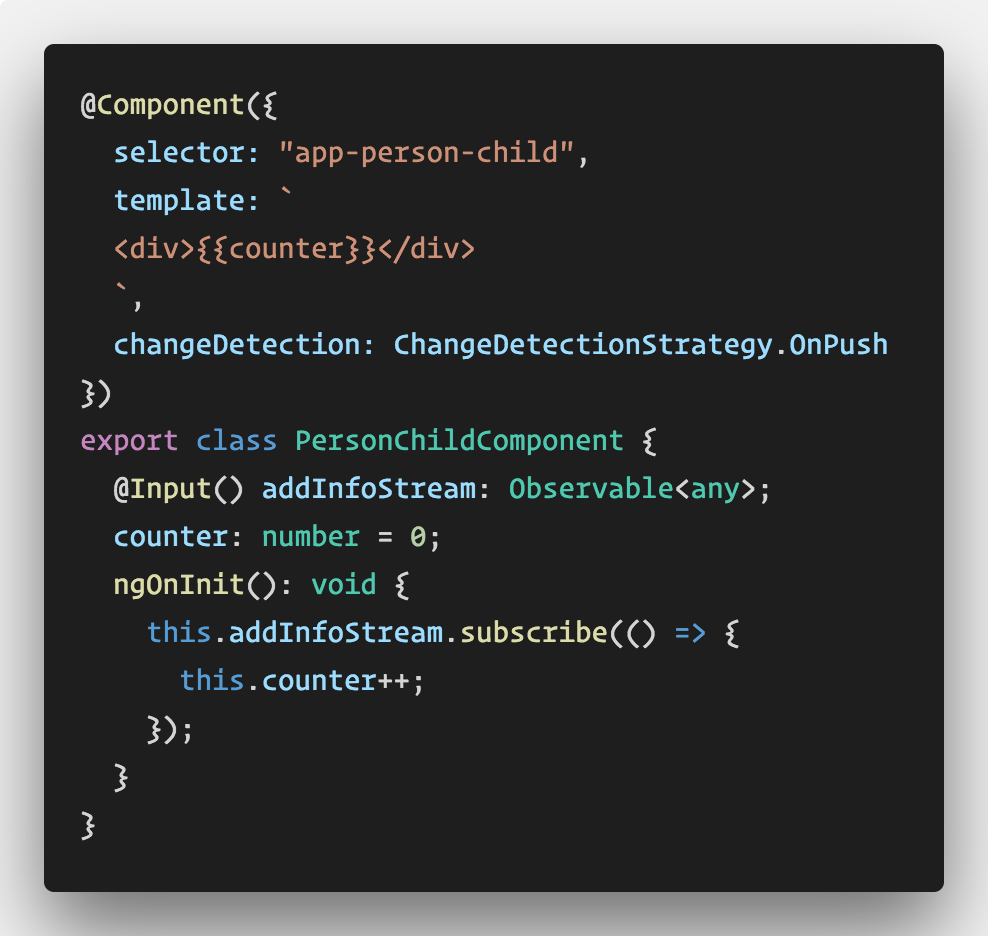 @Component({
  selector: "app-person-child",
  template: `
  <div>{{counter}}</div>
  `,
  changeDetection: ChangeDetectionStrategy.OnPush
})
export class PersonChildComponent {
  @Input() addInfoStream: Observable<any>;
  counter: number = 0;
  ngOnInit(): void {
    this.addInfoStream.subscribe(() => {
      this.counter++;
    });
  }
}